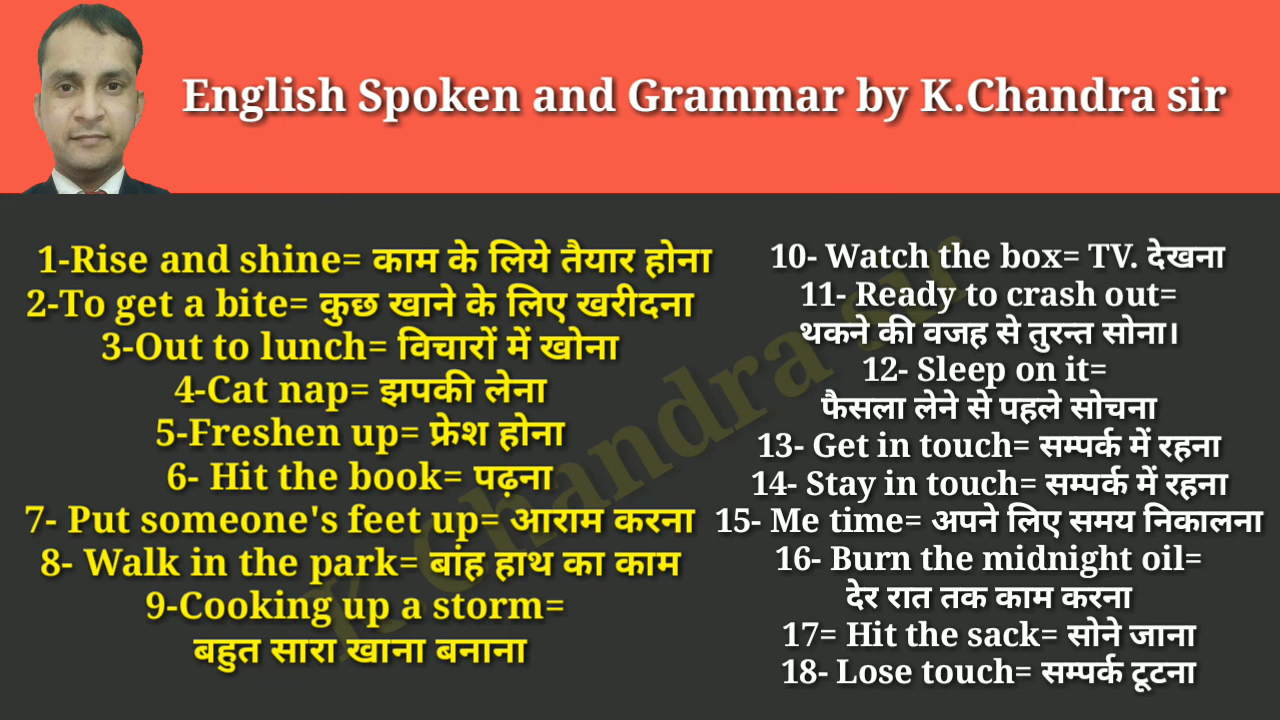 English Spoken and Grammar by K.Chandra sir
1-Rise and shine= काम के लिये तैयार होना
2-To get a bite= कुछ खाने के लिए खरीदना
3-Out to lunch= विचारों में खोना
4-Cat nap= झपकी लेना
5-Freshen up= फ्रेश होना
6- Hit the book= पढ़ना
7- Put someone's feet up= आराम करना
8- Walk in the park= बांह हाथ का काम
9-Cooking up a storm=
बहुत सारा खाना बनाना
10- Watch the box= TV. देखना
11- Ready to crash out=
थकने की वजह से तुरन्त सोना।
12- Sleep on it=
फैसला लेने से पहले सोचना
13- Get in touch= सम्पर्क में रहना
14- Stay in touch= सम्पर्क में रहना
15- Me time= अपने लिए समय निकालना
16- Burn the midnight oil=
देर रात तक काम करना
17= Hit the sack= सोने जाना
18- Lose touch= सम्पर्क टूटना
K Chandra sir